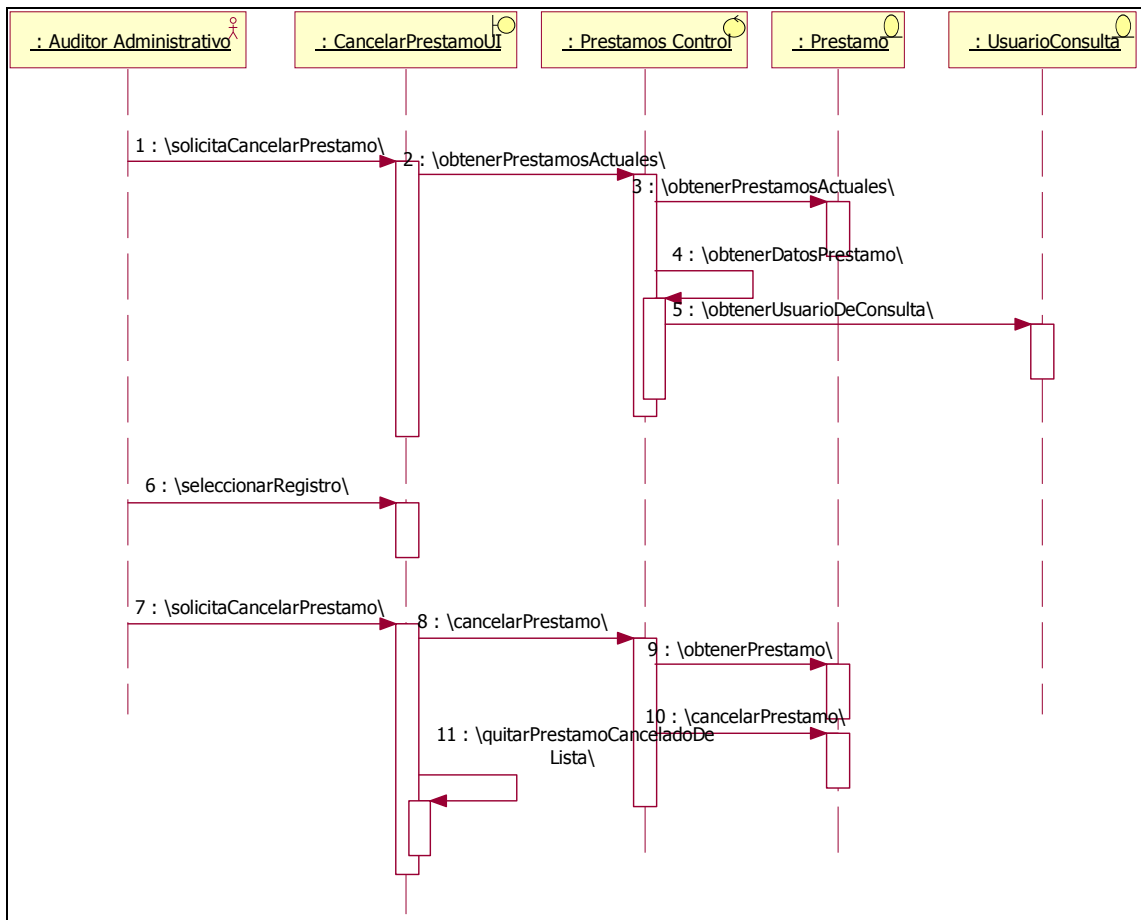 : Auditor Administrativo
: CancelarPrestamoUI
: Prestamos Control
: Prestamo
: UsuarioConsulta
1 : \solicitaCancelarPrestamo\
2 : \obtenerPrestamosActuales\
3 : \obtenerPrestamosActuales\
4 : \obtenerDatosPrestamo\
5 : \obtenerUsuarioDeConsulta\
6 : \seleccionarRegistro\
7 : \solicitaCancelarPrestamo\
8 : \cancelarPrestamo\
9 : \obtenerPrestamo\
10 : \cancelarPrestamo\
11 : \quitarPrestamoCanceladoDe
Lista\